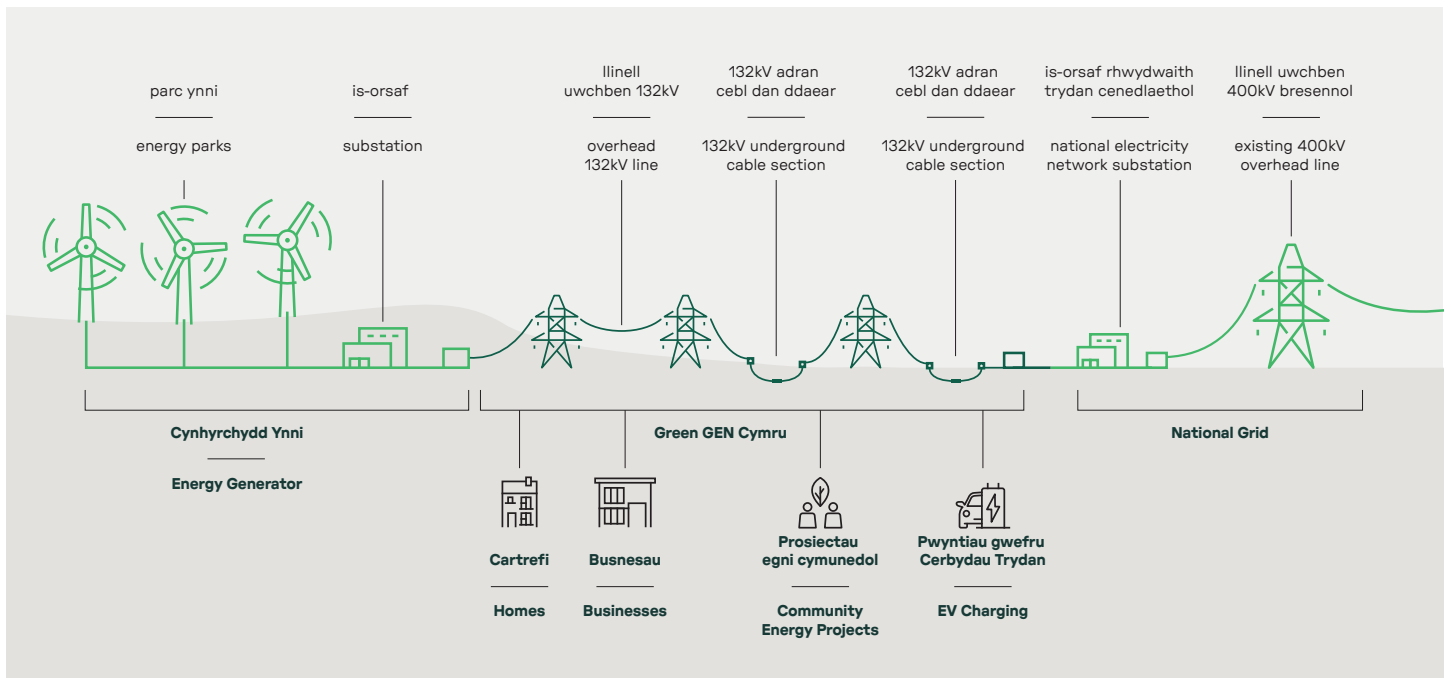 parc ynni
energy parks
is-orsaf
substation
llinell
uwchben 132kV
overhead
132kV line
132kV adran
cebl dan ddaear
132kV underground
cable section
132kV adran
cebl dan ddaear
132kV underground
cable section
is-orsaf rhwydwaith
trydan cenedlaethol
national electricity
network substation
llinell uwchben
400kV bresennol
existing 400kV
overhead line
Cynhyrchydd Ynni
Energy Generator
Green GEN Cymru
National Grid
Cartrefi
Homes
Busnesau
Businesses
Prosiectau
egni cymunedol
Community
Energy Projects
Pwyntiau gwefru
Cerbydau Trydan
EV Charging